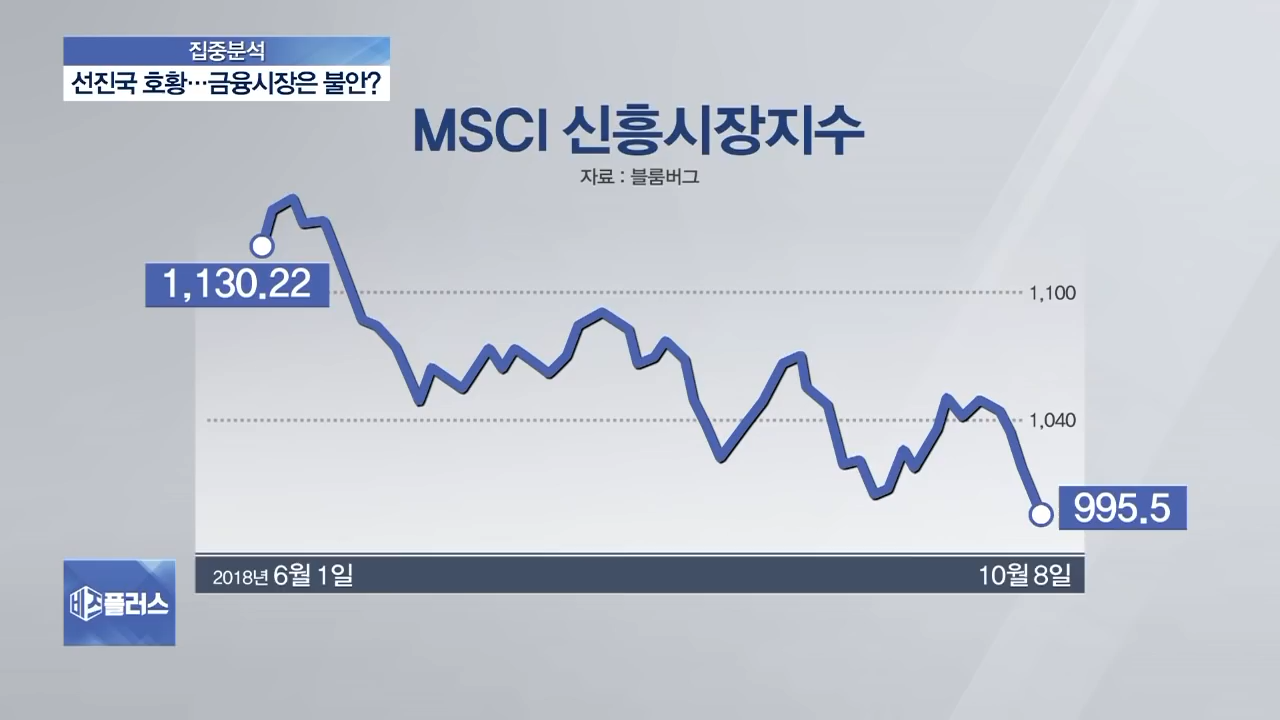 집중분석
선진국 호황…금융시장은 불안?
MSCI 신흥시장지수
자료 : 블룸버그
1,130.22
1,100
1,040
995.5
2018년 6월 1일
10월 8일
비즈플러스